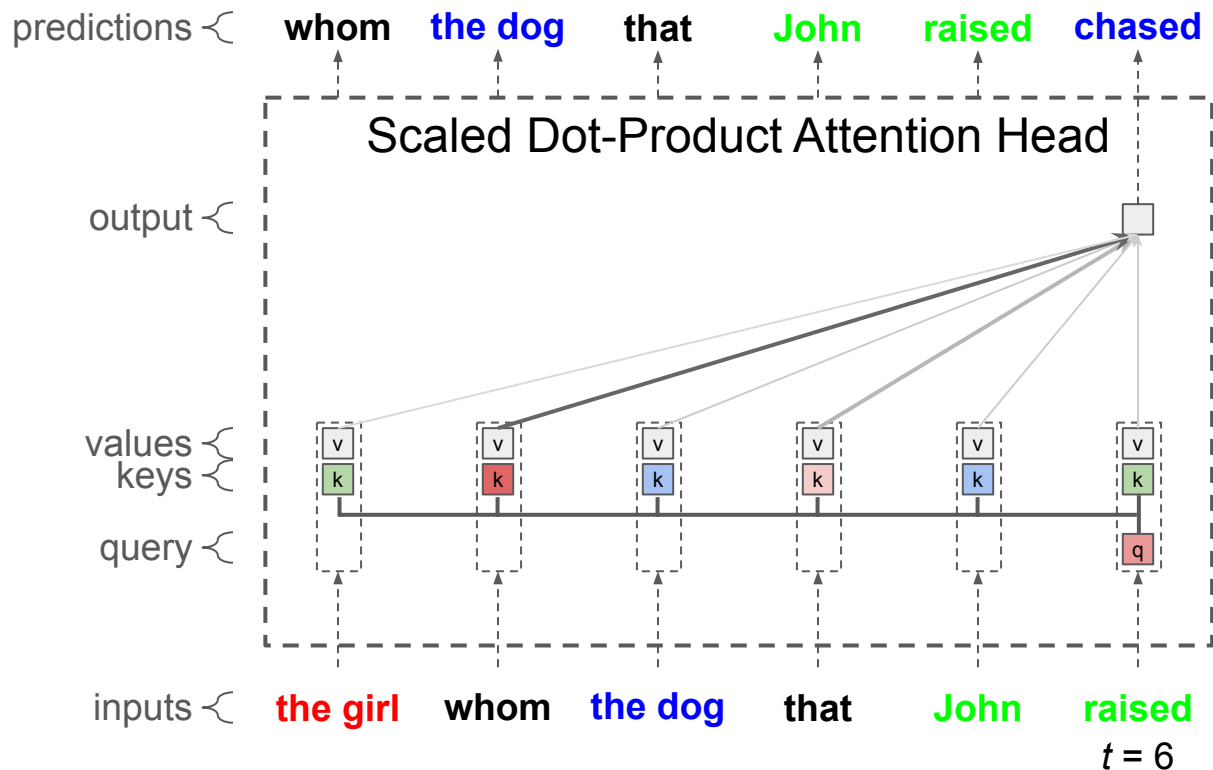 predictions whom the dog that John raised chased
Scaled Dot-Product Attention Head
output
values v v v v v v
keys k k k k k k
query q
inputs the girl whom the dog that John raised
t = 6